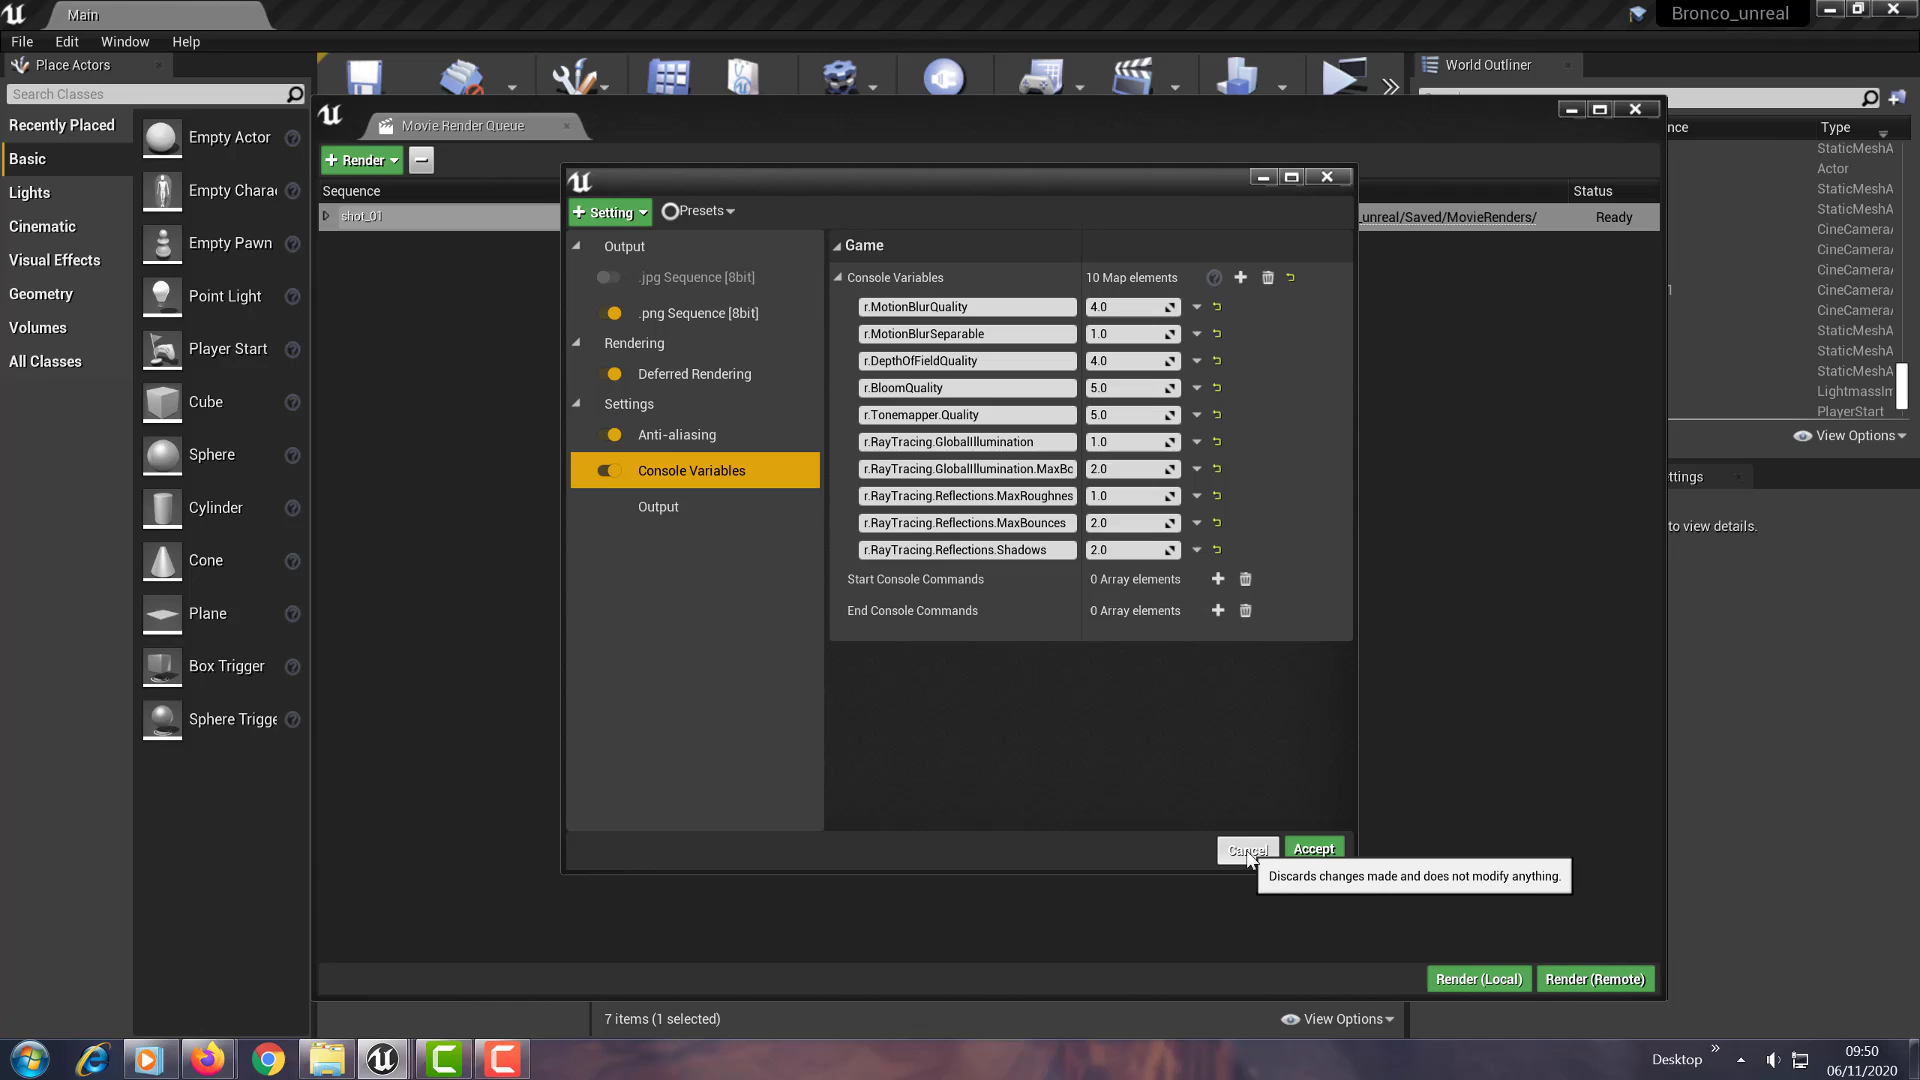 Main
Bronco_unreal
File Edit Window Help
Place Actors
World Outliner
Search Classes
Recently Placed
Basic
Lights
Cinematic
Visual Effects
Geometry
Volumes
All Classes
Empty Actor
Empty Chara
Empty Pawn
Point Light
Player Start
Cube
Sphere
Cylinder
Cone
Plane
Box Trigger
Sphere Trigge
Movie Render Queue
Render
Sequence
Status
shot_01
_unreal/Saved/MovieRenders/
Ready
Setting
Presets
Output
.jpg Sequence [8bit]
.png Sequence [8bit]
Rendering
Deferred Rendering
Settings
Anti-aliasing
Console Variables
Output
Game
Console Variables 10 Map elements
r.MotionBlurQuality 4.0
r.MotionBlurSeparable 1.0
r.DepthOfFieldQuality 4.0
r.BloomQuality 5.0
r.Tonemapper.Quality 5.0
r.RayTracing.GlobalIllumination 1.0
r.RayTracing.GlobalIllumination.MaxBo 2.0
r.RayTracing.Reflections.MaxRoughnes 1.0
r.RayTracing.Reflections.MaxBounces 2.0
r.RayTracing.Reflections.Shadows 2.0
Start Console Commands 0 Array elements
End Console Commands 0 Array elements
Cancel Accept
Discards changes made and does not modify anything.
Render (Local) Render (Remote)
7 items (1 selected)
View Options
nce
Type
StaticMeshA
Actor
StaticMeshA
StaticMeshA
CineCameraA
StaticMeshA
CineCameraA
CineCameraA
CineCameraA
StaticMeshA
StaticMeshA
StaticMeshA
LightmassIm
PlayerStart
View Options
ttings
to view details.
Desktop
09:50
06/11/2020